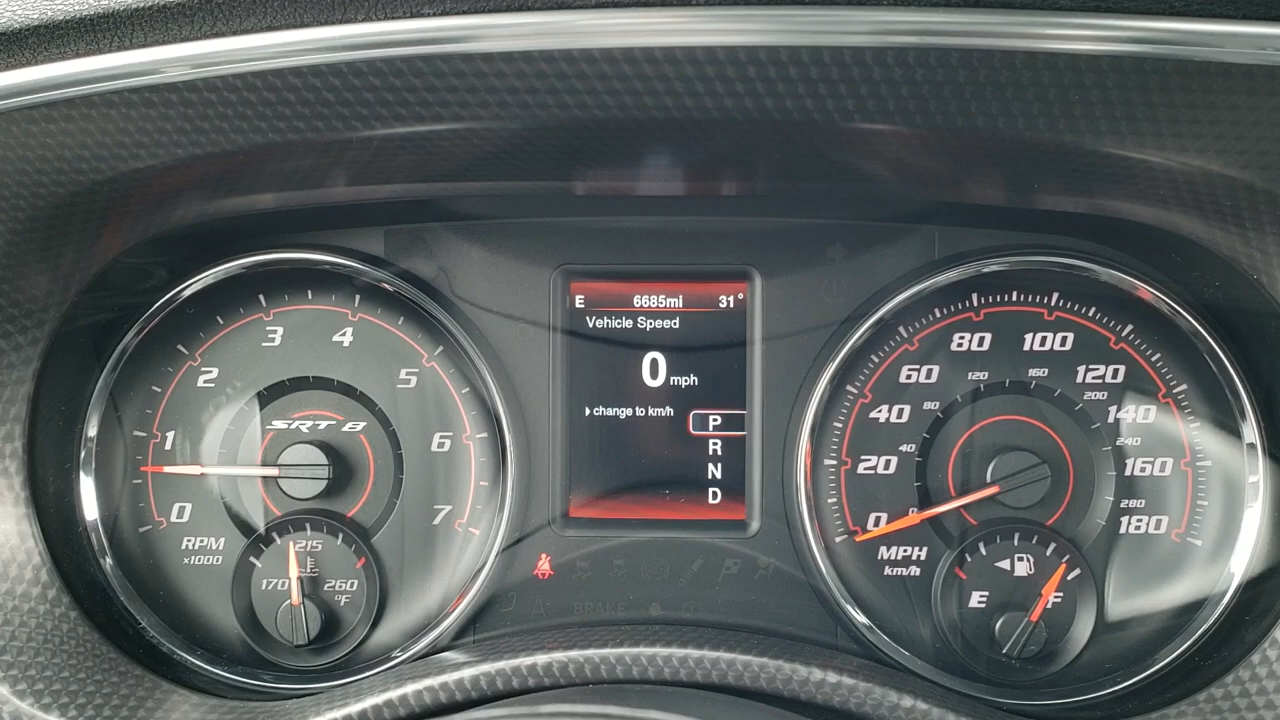 E 6685mi 31°
Vehicle Speed
0 mph
change to km/h
P
R
N
D
SRT 8
0
1
2
3
4
5
6
7
RPM
x1000
170
215
260
°F
0
20
40
60
80
100
120
140
160
180
0
40
80
120
160
200
240
280
MPH
km/h
E
F
BRAKE